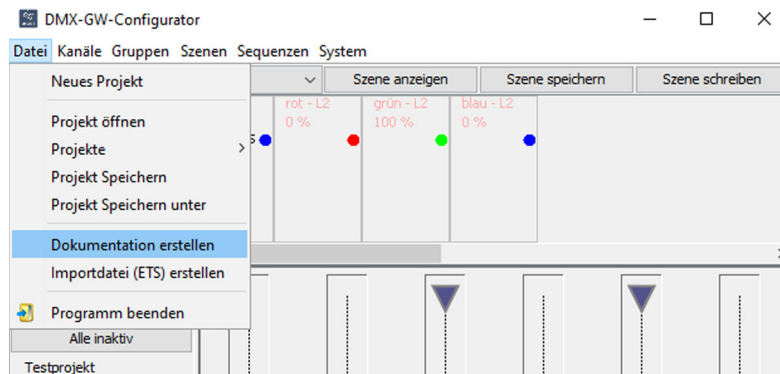 DMX-GW-Configurator
Datei Kanäle Gruppen Szenen Sequenzen System
Neues Projekt
Szene anzeigen Szene speichern Szene schreiben
rot - L2 grün - L2 blau - L2
0 % 100 % 0 %
Projekt öffnen
Projekte
Projekt Speichern
Projekt Speichern unter
Dokumentation erstellen
Importdatei (ETS) erstellen
Programm beenden
Alle inaktiv
Testprojekt